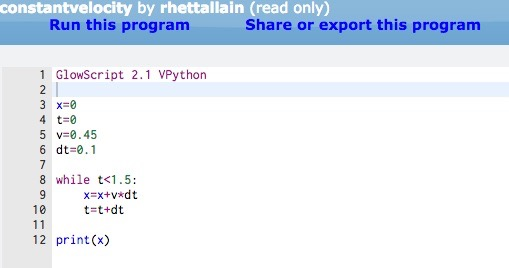 constantvelocity by rhettallain (read only)
Run this program Share or export this program
1 GlowScript 2.1 VPython
2
3 x=0
4 t=0
5 v=0.45
6 dt=0.1
7
8 while t<1.5:
9 x=x+v*dt
10 t=t+dt
11
12 print(x)